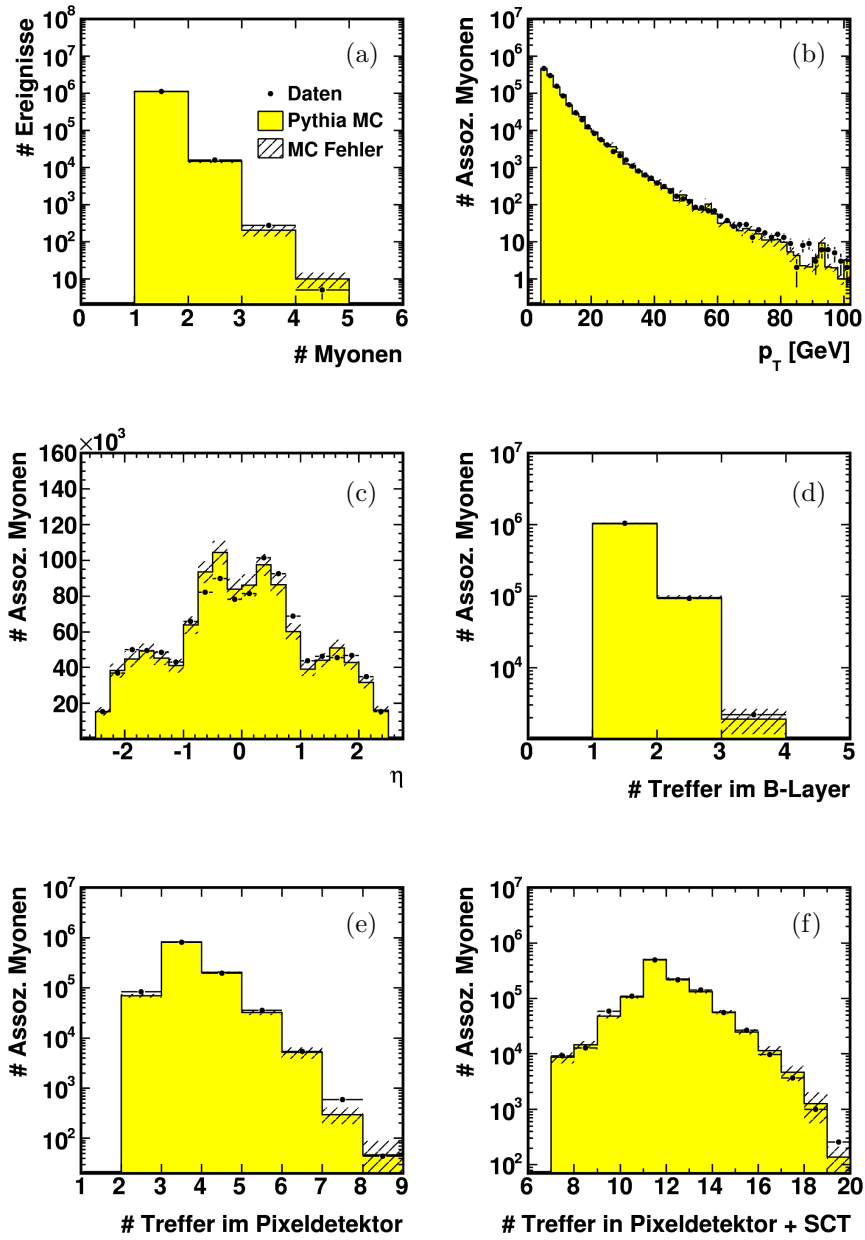 # Ereignisse
10^8
10^7
10^6
10^5
10^4
10^3
10^2
10
(a)
Daten
Pythia MC
MC Fehler
0 1 2 3 4 5 6
# Myonen
# Assoz. Myonen
10^7
10^6
10^5
10^4
10^3
10^2
10
1
(b)
0 20 40 60 80 100
p_T [GeV]
# Assoz. Myonen
×10^3
160
140
120
100
80
60
40
20
(c)
-2 -1 0 1 2
η
# Assoz. Myonen
10^7
10^6
10^5
10^4
(d)
0 1 2 3 4 5
# Treffer im B-Layer
# Assoz. Myonen
10^7
10^6
10^5
10^4
10^3
10^2
(e)
1 2 3 4 5 6 7 8 9
# Treffer im Pixeldetektor
# Assoz. Myonen
10^7
10^6
10^5
10^4
10^3
10^2
(f)
6 8 10 12 14 16 18 20
# Treffer in Pixeldetektor + SCT